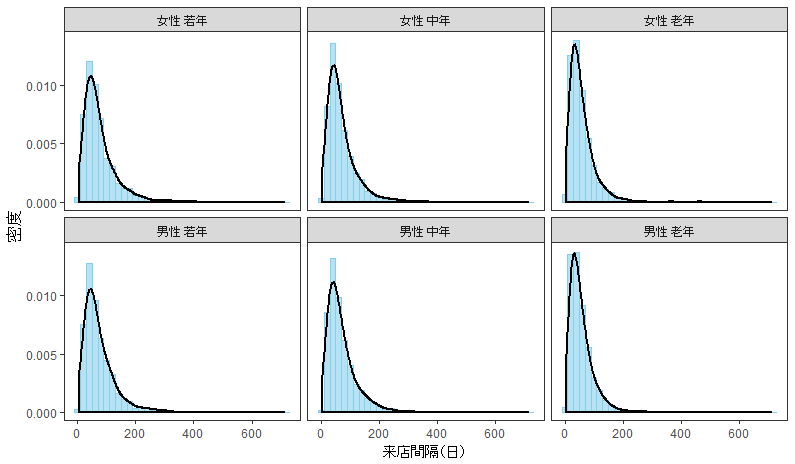 女性 若年
女性 中年
女性 老年
0.010
0.005
0.000
密度
男性 若年
男性 中年
男性 老年
0.010
0.005
0.000
0 200 400 600
0 200 400 600
0 200 400 600
来店間隔(日)